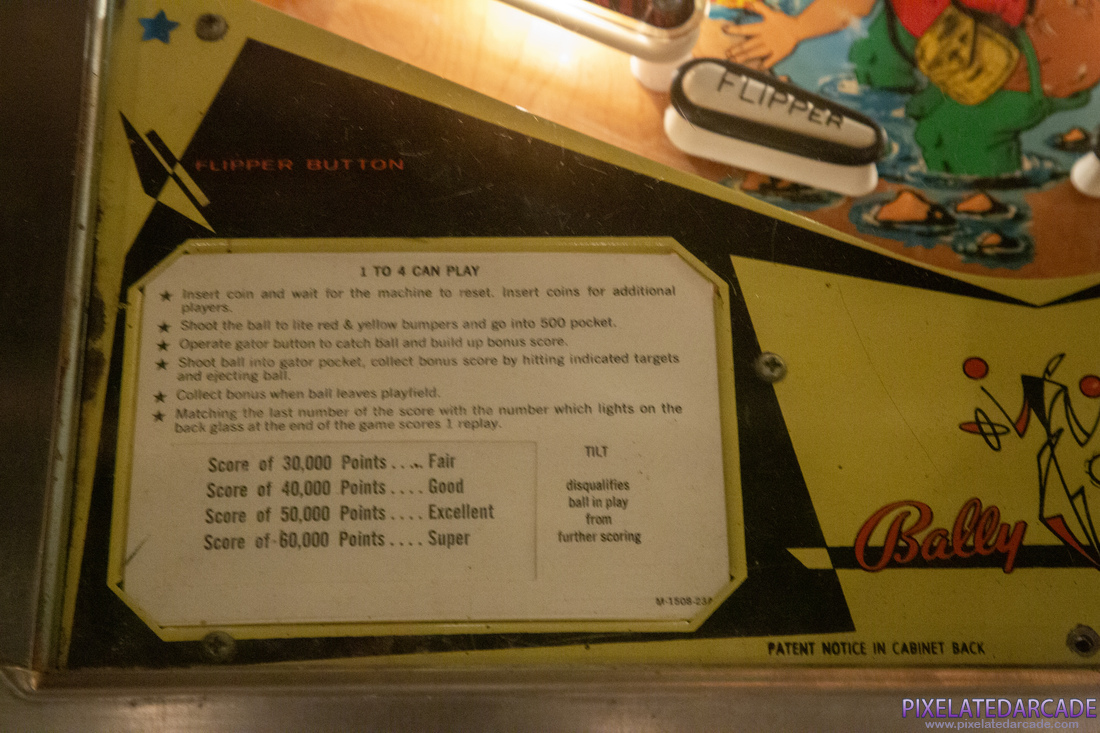 FLIPPER
FLIPPER BUTTON
1 TO 4 CAN PLAY
★ Insert coin and wait for the machine to reset. Insert coins for additional
players.
★ Shoot the ball to lite red & yellow bumpers and go into 500 pocket.
★ Operate gator button to catch Ball and build up bonus score.
★ Shoot ball into gator pocket, collect bonus score by hitting indicated targets
and ejecting ball.
★ Collect bonus when ball leaves playfield.
★ Matching the last number of the score with the number which lights on the
back glass at the end of the game scores 1 replay.
Score of 30,000 Points .... Fair
Score of 40,000 Points .... Good
Score of 50,000 Points .... Excellent
Score of 60,000 Points .... Super
TILT
disqualifies
ball in play
from
further scoring
M-1508-237
Bally
PATENT NOTICE IN CABINET BACK
PIXELATEDARCADE
www.pixelatedarcade.com